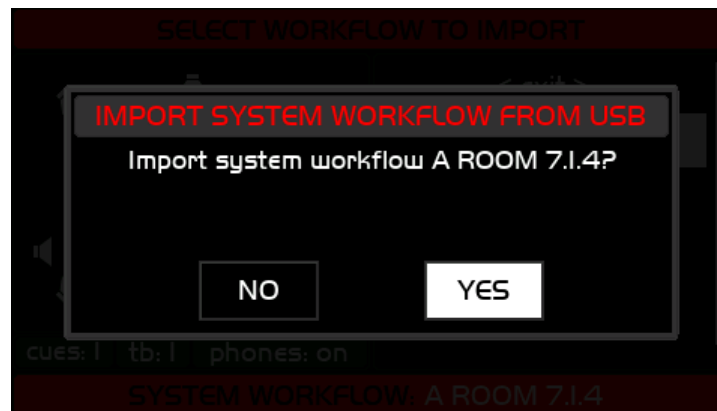 SELECT WORKFLOW TO IMPORT
< exit >
IMPORT SYSTEM WORKFLOW FROM USB
Import system workflow A ROOM 7.1.4?
NO
YES
cues: 1 tb: 1 phones: on
SYSTEM WORKFLOW: A ROOM 7.1.4